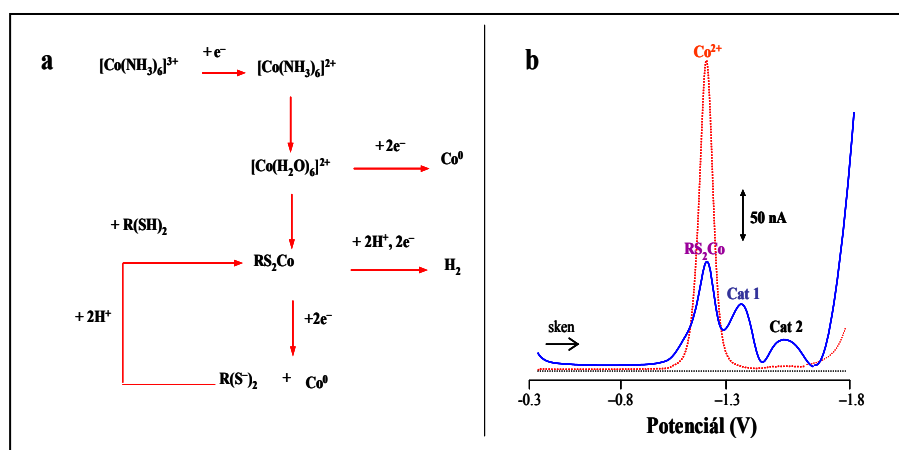 a
+ e⁻
[Co(NH₃)₆]³⁺
[Co(NH₃)₆]²⁺
[Co(H₂O)₆]²⁺
+ 2e⁻
Co⁰
+ R(SH)₂
RS₂Co
+ 2H⁺, 2e⁻
H₂
+ 2H⁺
+2e⁻
R(S⁻)₂
+
Co⁰
b
Co²⁺
50 nA
RS₂Co
Cat 1
Cat 2
sken
-0.3
-0.8
-1.3
-1.8
Potenciál (V)